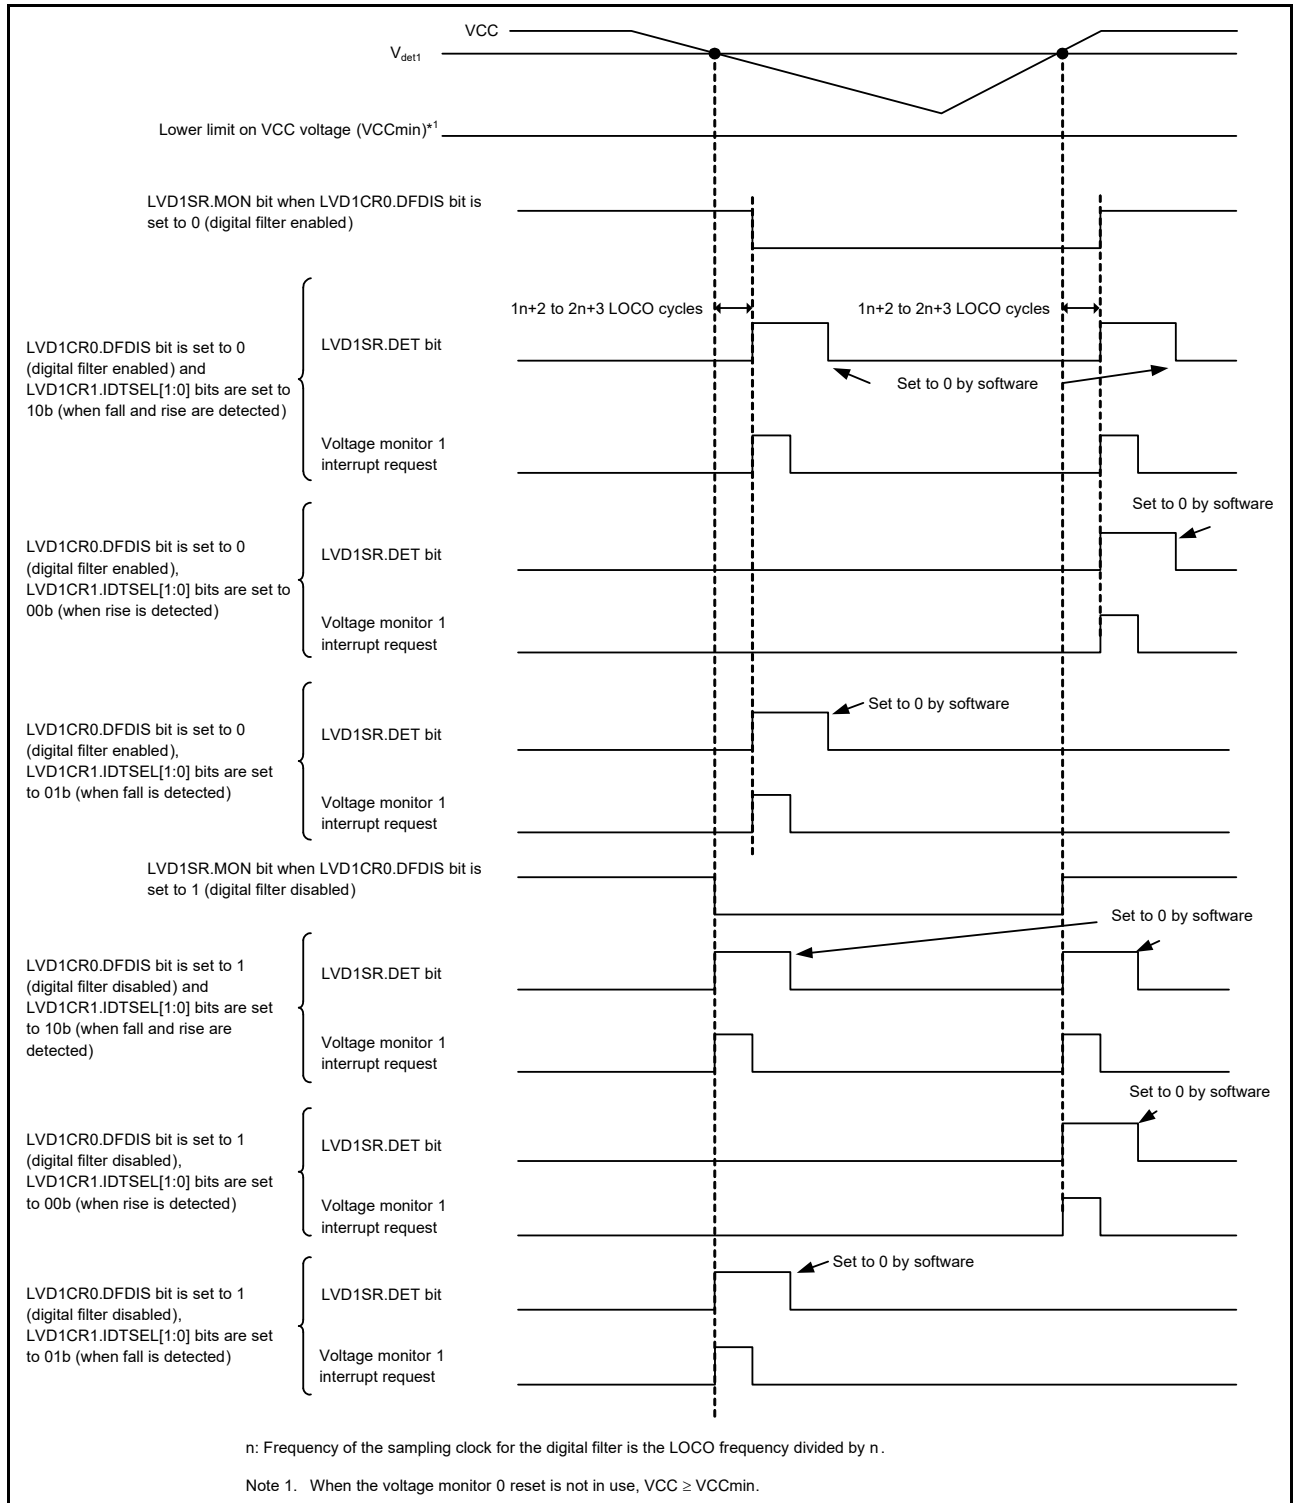 VCC
Vdet1
Lower limit on VCC voltage (VCCmin)*1
LVD1SR.MON bit when LVD1CR0.DFDIS bit is
set to 0 (digital filter enabled)
1n+2 to 2n+3 LOCO cycles
1n+2 to 2n+3 LOCO cycles
LVD1CR0.DFDIS bit is set to 0
(digital filter enabled) and
LVD1CR1.IDTSEL[1:0] bits are set to
10b (when fall and rise are detected)
LVD1SR.DET bit
Set to 0 by software
Voltage monitor 1
interrupt request
Set to 0 by software
LVD1CR0.DFDIS bit is set to 0
(digital filter enabled),
LVD1CR1.IDTSEL[1:0] bits are set to
00b (when rise is detected)
LVD1SR.DET bit
Voltage monitor 1
interrupt request
Set to 0 by software
LVD1CR0.DFDIS bit is set to 0
(digital filter enabled),
LVD1CR1.IDTSEL[1:0] bits are set
to 01b (when fall is detected)
LVD1SR.DET bit
Voltage monitor 1
interrupt request
LVD1SR.MON bit when LVD1CR0.DFDIS bit is
set to 1 (digital filter disabled)
Set to 0 by software
LVD1CR0.DFDIS bit is set to 1
(digital filter disabled) and
LVD1CR1.IDTSEL[1:0] bits are set
to 10b (when fall and rise are
detected)
LVD1SR.DET bit
Voltage monitor 1
interrupt request
Set to 0 by software
LVD1CR0.DFDIS bit is set to 1
(digital filter disabled),
LVD1CR1.IDTSEL[1:0] bits are set
to 00b (when rise is detected)
LVD1SR.DET bit
Voltage monitor 1
interrupt request
Set to 0 by software
LVD1CR0.DFDIS bit is set to 1
(digital filter disabled),
LVD1CR1.IDTSEL[1:0] bits are set
to 01b (when fall is detected)
LVD1SR.DET bit
Voltage monitor 1
interrupt request
n: Frequency of the sampling clock for the digital filter is the LOCO frequency divided by n.
Note 1. When the voltage monitor 0 reset is not in use, VCC ≥ VCCmin.